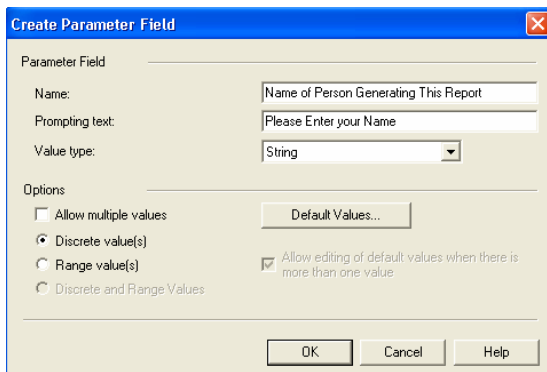 Create Parameter Field
Parameter Field
Name: Name of Person Generating This Report
Prompting text: Please Enter your Name
Value type: String
Options
Allow multiple values Default Values...
Discrete value(s)
Range value(s) Allow editing of default values when there is
more than one value
Discrete and Range Values
OK Cancel Help